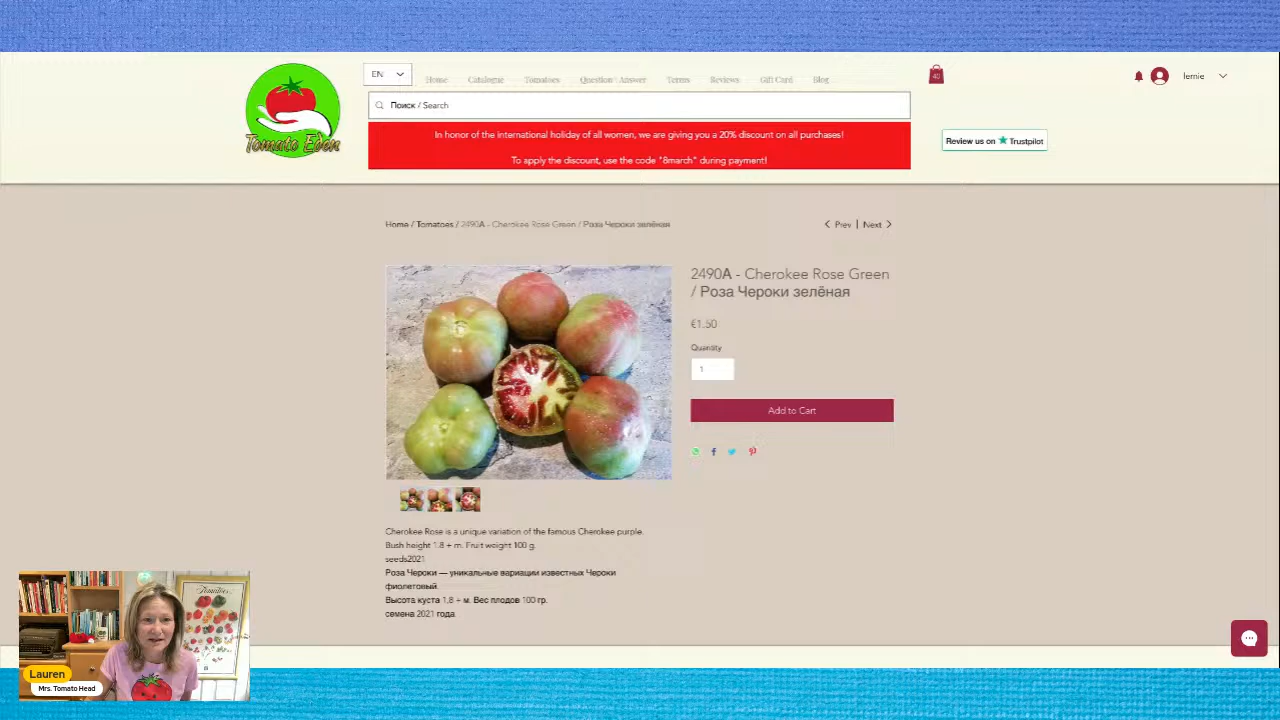 Tomato Eden
EN
Home
Catalogue
Tomatoes
Question \ Answer
Terms
Reviews
Gift Card
Blog
40
lernie
Поиск / Search
In honor of the international holiday of all women, we are giving you a 20% discount on all purchases!
To apply the discount, use the code "8march" during payment!
Review us on Trustpilot
Home / Tomatoes / 2490A - Cherokee Rose Green / Роза Чероки зелёная
Prev | Next
2490A - Cherokee Rose Green
/ Роза Чероки зелёная
€1.50
Quantity
1
Add to Cart
Cherokee Rose is a unique variation of the famous Cherokee purple.
Bush height 1.8 + m. Fruit weight 100 g.
seeds2021
Роза Чероки — уникальные вариации известных Чероки
фиолетовый.
Высота куста 1,8 + м. Вес плодов 100 гр.
семена 2021 года
Tomatoes
Lauren
Mrs. Tomato Head